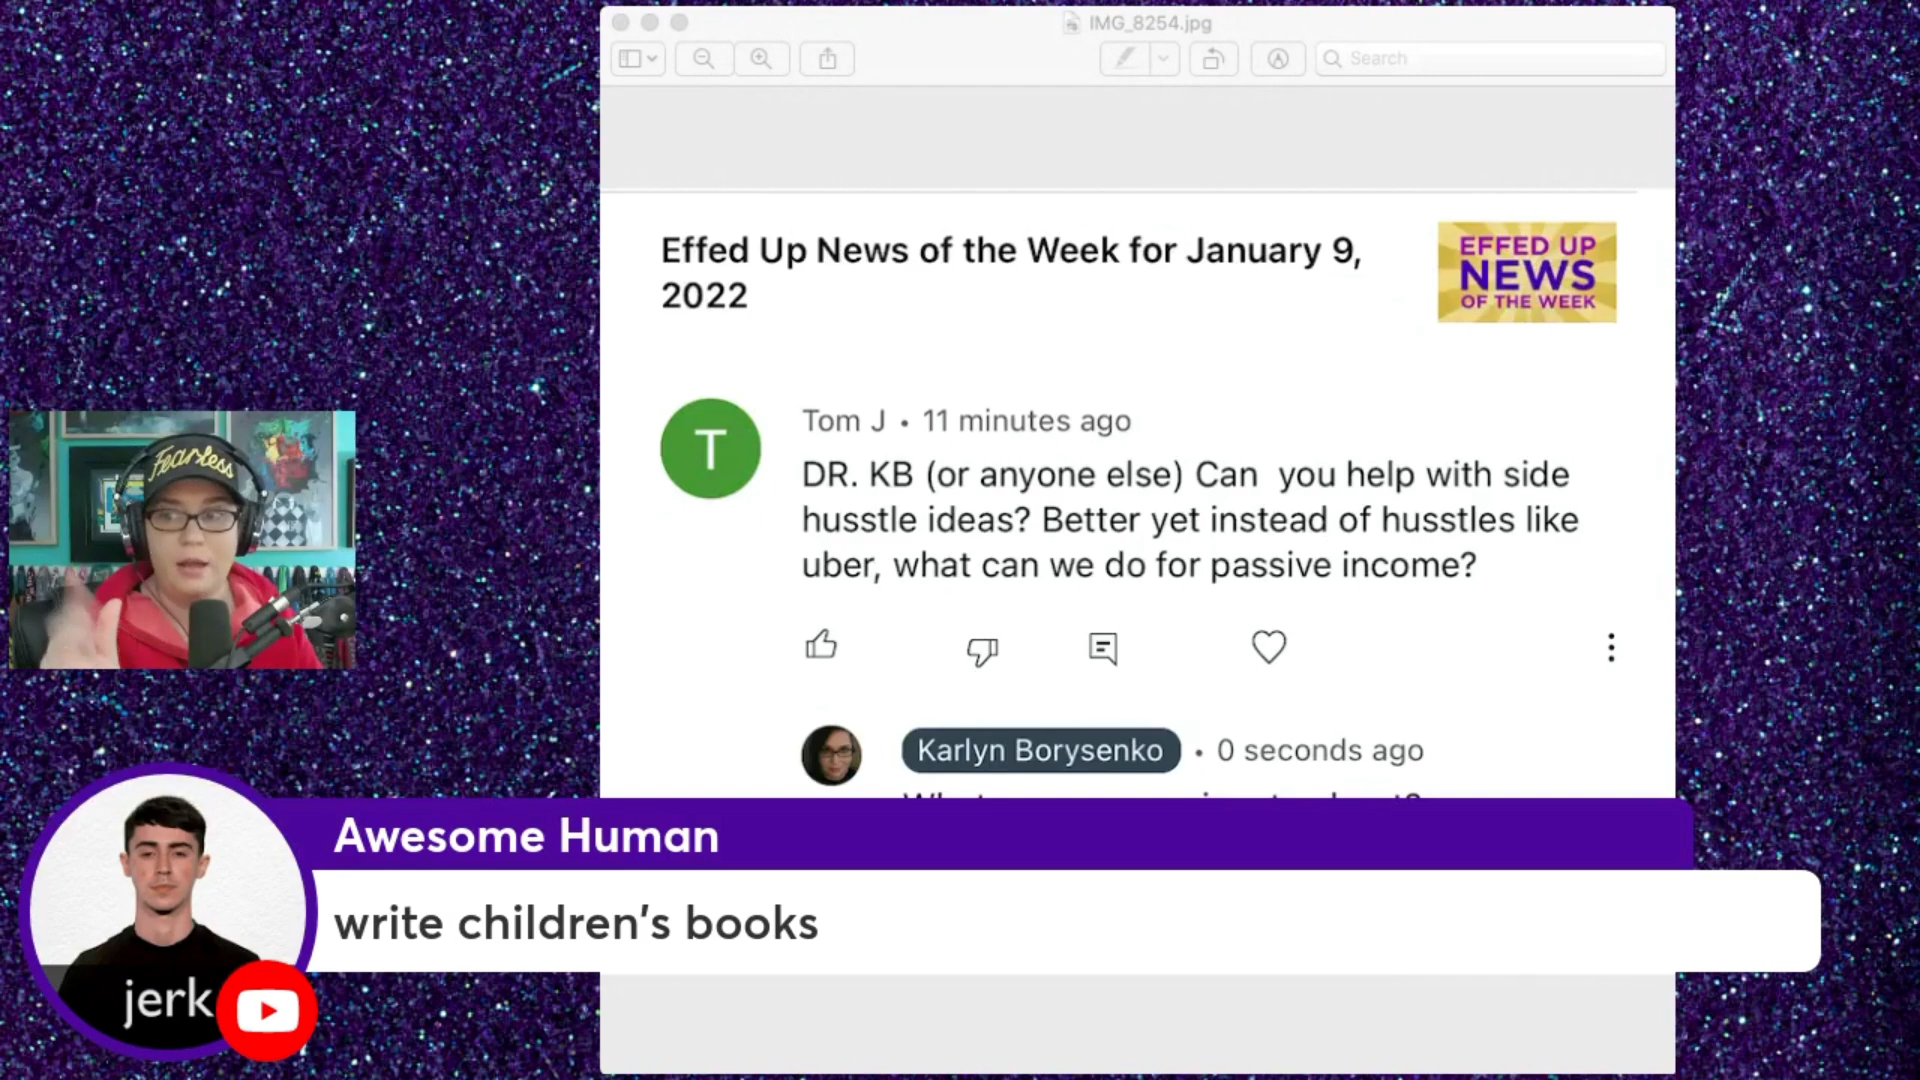 IMG_8254.jpg
Search
Effed Up News of the Week for January 9,
2022
EFFED UP
NEWS
OF THE WEEK
Fearless
T
Tom J • 11 minutes ago
DR. KB (or anyone else) Can  you help with side
husstle ideas? Better yet instead of husstles like
uber, what can we do for passive income?
Karlyn Borysenko • 0 seconds ago
Awesome Human
write children's books
jerk